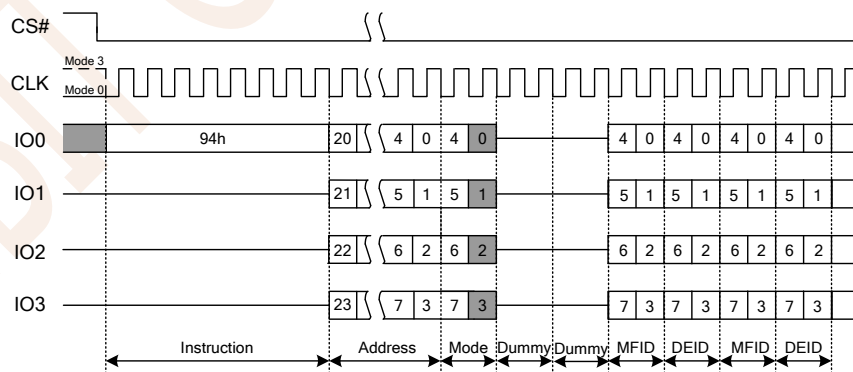 CS#
Mode 3
CLK
Mode 0
IO0 94h 20 4 0 4 0 4 0 4 0 4 0 4 0
IO1 21 5 1 5 1 5 1 5 1 5 1 5 1
IO2 22 6 2 6 2 6 2 6 2 6 2 6 2
IO3 23 7 3 7 3 7 3 7 3 7 3 7 3
Instruction Address Mode Dummy Dummy MFID DEID MFID DEID